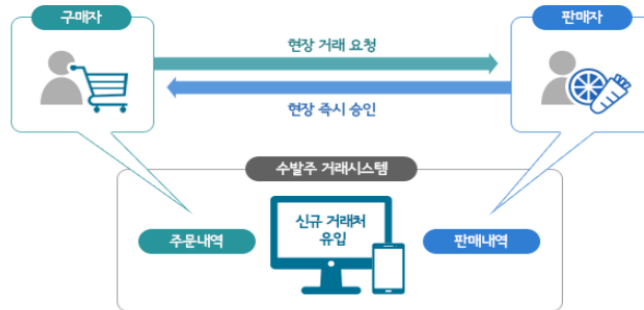 구매자
판매자
현장 거래 요청
현장 즉시 승인
수발주 거래시스템
신규 거래처
유입
주문내역
판매내역